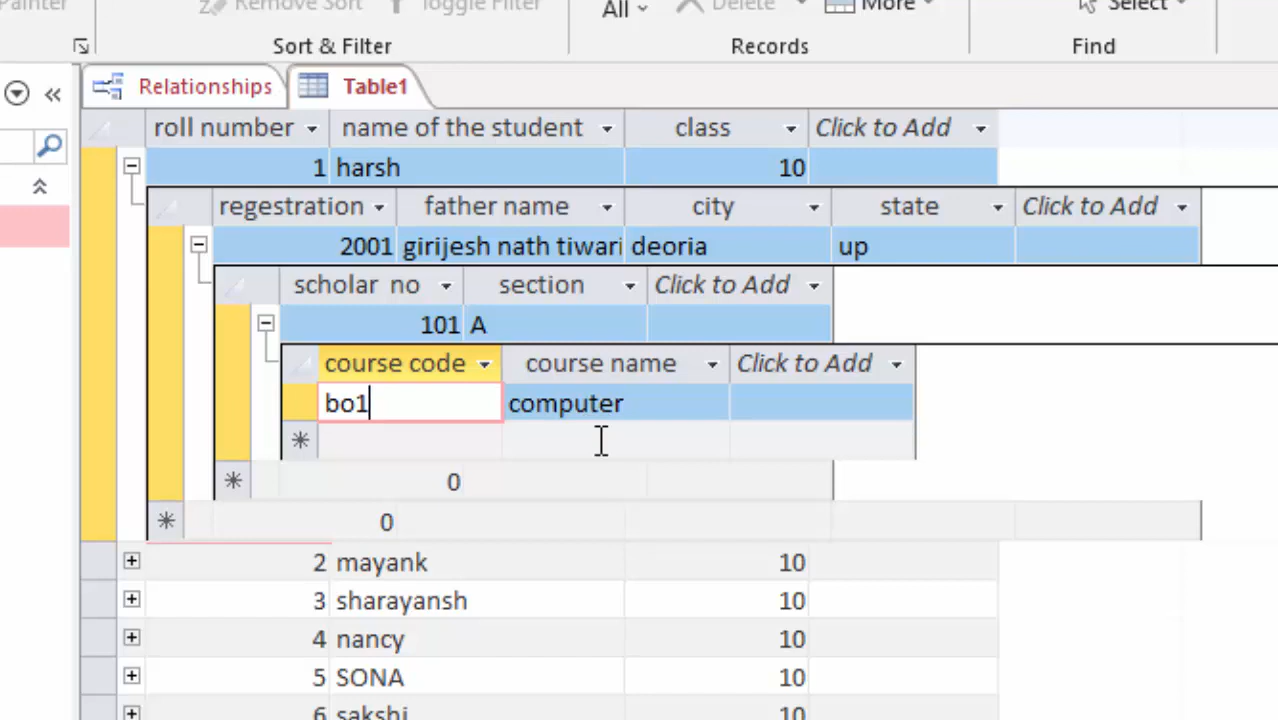 Painter
Remove Sort
Toggle Filter
All
Delete
More
Select
Sort & Filter
Records
Find
Relationships
Table1
roll number
name of the student
class
Click to Add
1 harsh 10
regestration
father name
city
state
Click to Add
2001 girijesh nath tiwari deoria up
scholar no
section
Click to Add
101 A
course code
course name
Click to Add
bo1 computer
0
0
2 mayank 10
3 sharayansh 10
4 nancy 10
5 SONA 10
6 sakshi 10